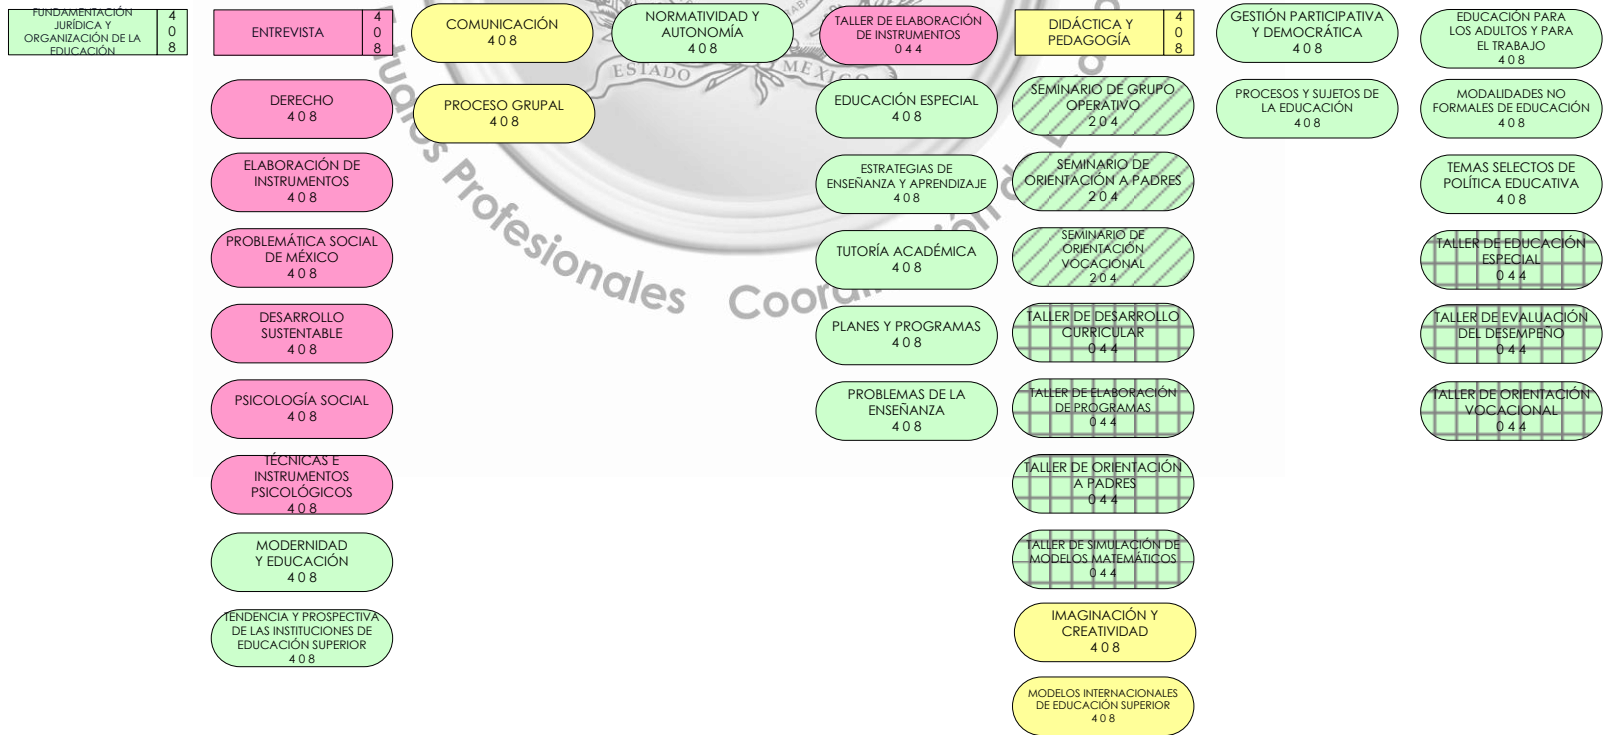 FUNDAMENTACIÓN
JURÍDICA Y
ORGANIZACIÓN DE LA
EDUCACIÓN
4
0
8
ENTREVISTA
4
0
8
COMUNICACIÓN
4 0 8
NORMATIVIDAD Y
AUTONOMÍA
4 0 8
TALLER DE ELABORACIÓN
DE INSTRUMENTOS
0 4 4
DIDÁCTICA Y
PEDAGOGÍA
4
0
8
GESTIÓN PARTICIPATIVA
Y DEMOCRÁTICA
4 0 8
EDUCACIÓN PARA
LOS ADULTOS Y PARA
EL TRABAJO
4 0 8
DERECHO
4 0 8
PROCESO GRUPAL
4 0 8
EDUCACIÓN ESPECIAL
4 0 8
SEMINARIO DE GRUPO
OPERATIVO
2 0 4
PROCESOS Y SUJETOS DE
LA EDUCACIÓN
4 0 8
MODALIDADES NO
FORMALES DE EDUCACIÓN
4 0 8
ELABORACIÓN DE
INSTRUMENTOS
4 0 8
ESTRATEGIAS DE
ENSEÑANZA Y APRENDIZAJE
4 0 8
SEMINARIO DE
ORIENTACIÓN A PADRES
2 0 4
TEMAS SELECTOS DE
POLÍTICA EDUCATIVA
4 0 8
PROBLEMÁTICA SOCIAL
DE MÉXICO
4 0 8
TUTORÍA ACADÉMICA
4 0 8
SEMINARIO DE
ORIENTACIÓN
VOCACIONAL
2 0 4
TALLER DE EDUCACIÓN
ESPECIAL
0 4 4
DESARROLLO
SUSTENTABLE
4 0 8
PLANES Y PROGRAMAS
4 0 8
TALLER DE DESARROLLO
CURRICULAR
0 4 4
TALLER DE EVALUACIÓN
DEL DESEMPEÑO
0 4 4
PSICOLOGÍA SOCIAL
4 0 8
PROBLEMAS DE LA
ENSEÑANZA
4 0 8
TALLER DE ELABORACIÓN
DE PROGRAMAS
0 4 4
TALLER DE ORIENTACIÓN
VOCACIONAL
0 4 4
TÉCNICAS E
INSTRUMENTOS
PSICOLÓGICOS
4 0 8
TALLER DE ORIENTACIÓN
A PADRES
0 4 4
MODERNIDAD
Y EDUCACIÓN
4 0 8
TALLER DE SIMULACIÓN DE
MODELOS MATEMÁTICOS
0 4 4
TENDENCIA Y PROSPECTIVA
DE LAS INSTITUCIONES DE
EDUCACIÓN SUPERIOR
4 0 8
IMAGINACIÓN Y
CREATIVIDAD
4 0 8
MODELOS INTERNACIONALES
DE EDUCACIÓN SUPERIOR
4 0 8
ESTADO MEXICO
Profesionales